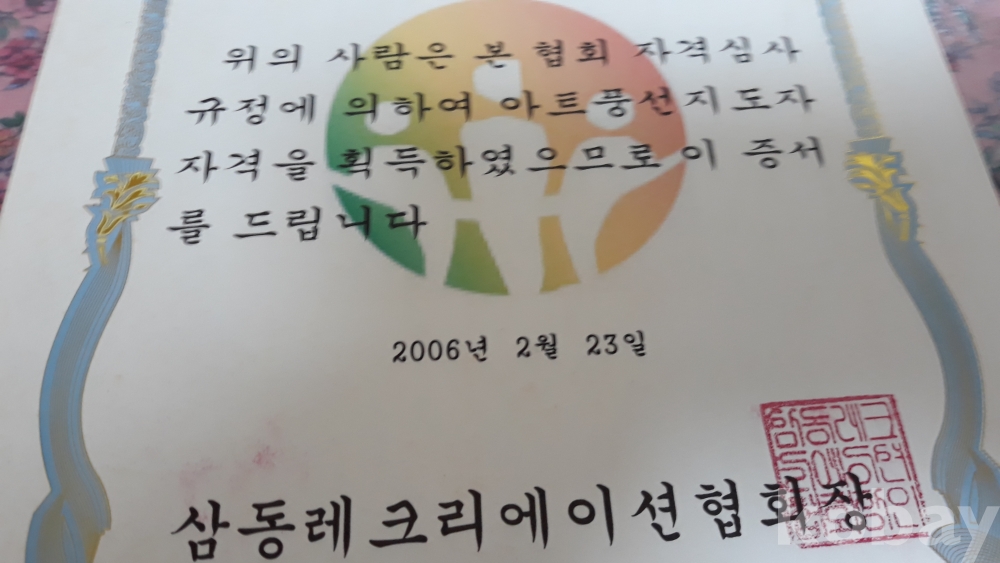 위의 사람은 본 협회 자격심사
규정에 의하여 아트풍선지도자
자격을 획득하였으므로 이 증서
를 드립니다
2006년 2월 23일
삼동레크리에이션협회장